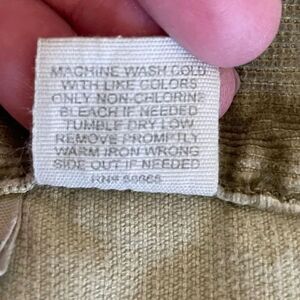 MACHINE WASH COLD
WITH LIKE COLORS
ONLY NON-CHLORINE
BLEACH IF NEEDED
TUMBLE DRY LOW
REMOVE PROMPTLY
WARM IRON WRONG
SIDE OUT IF NEEDED
RN#